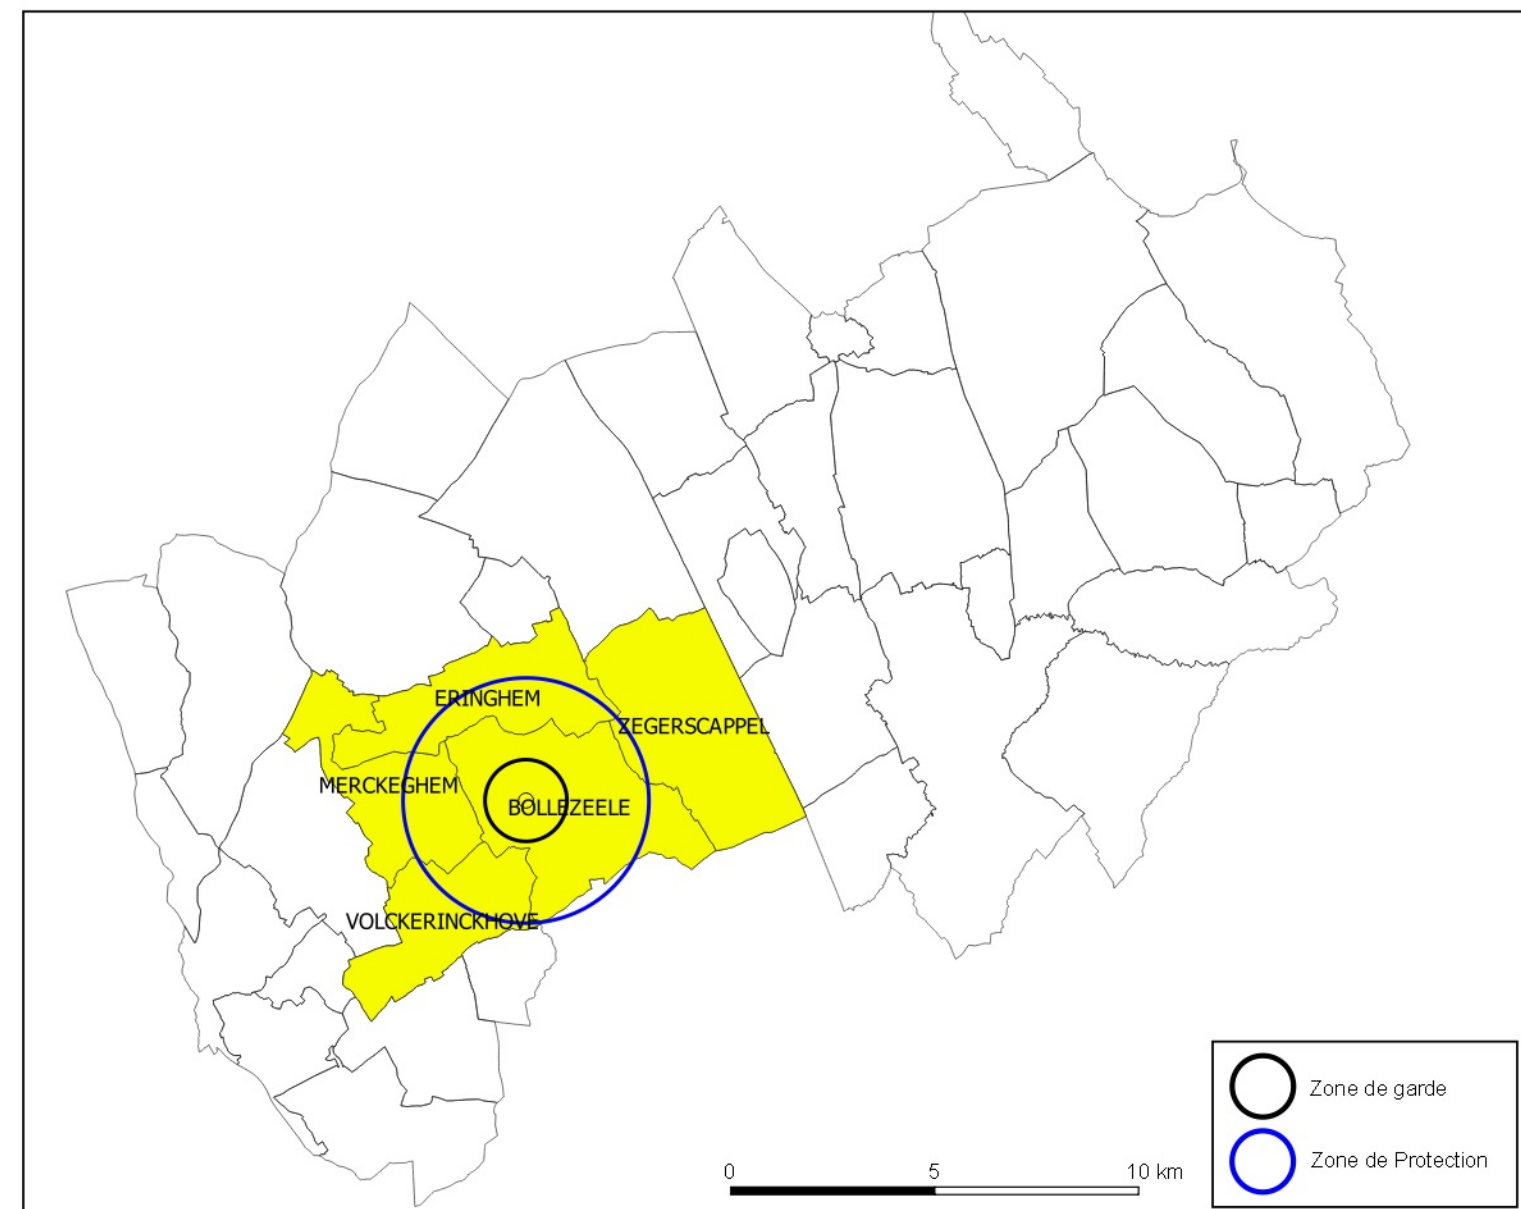 ERINGHEM
ZEGERSCAPPEL
MERCKEGHEM
BOLLEZEELE
VOLCKERINCKHOVE
Zone de garde
Zone de Protection
0 5 10 km